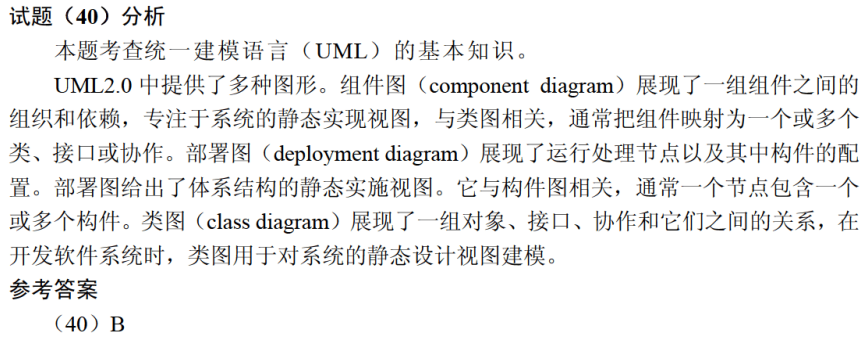 试题（40）分析
本题考查统一建模语言（UML）的基本知识。
UML2.0 中提供了多种图形。组件图（component diagram）展现了一组组件之间的
组织和依赖，专注于系统的静态实现视图，与类图相关，通常把组件映射为一个或多个
类、接口或协作。部署图（deployment diagram）展现了运行处理节点以及其中构件的配
置。部署图给出了体系结构的静态实施视图。它与构件图相关，通常一个节点包含一个
或多个构件。类图（class diagram）展现了一组对象、接口、协作和它们之间的关系，在
开发软件系统时，类图用于对系统的静态设计视图建模。
参考答案
（40）B